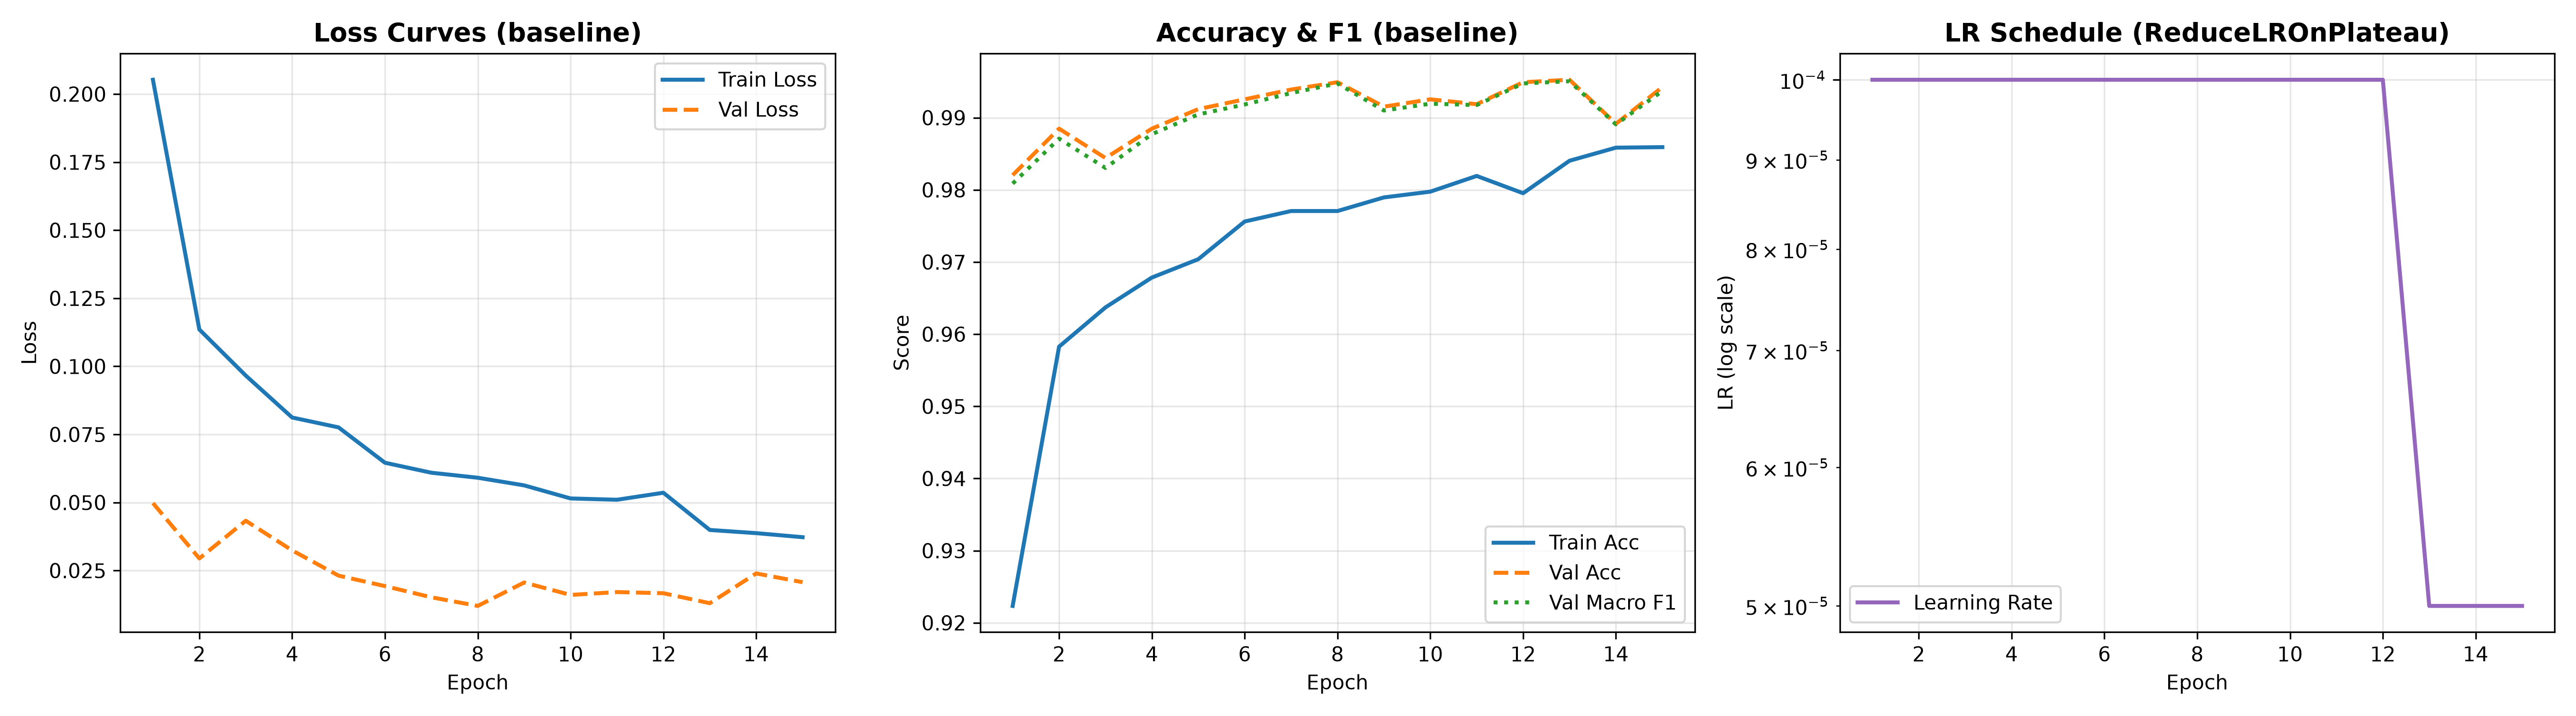 Loss Curves (baseline)
0.200
0.175
0.150
0.125
0.100
0.075
0.050
0.025
Loss
2 4 6 8 10 12 14
Epoch
Train Loss
Val Loss
Accuracy & F1 (baseline)
0.99
0.98
0.97
0.96
0.95
0.94
0.93
0.92
Score
2 4 6 8 10 12 14
Epoch
Train Acc
Val Acc
Val Macro F1
LR Schedule (ReduceLROnPlateau)
10⁻⁴
9 × 10⁻⁵
8 × 10⁻⁵
7 × 10⁻⁵
6 × 10⁻⁵
5 × 10⁻⁵
LR (log scale)
2 4 6 8 10 12 14
Epoch
Learning Rate